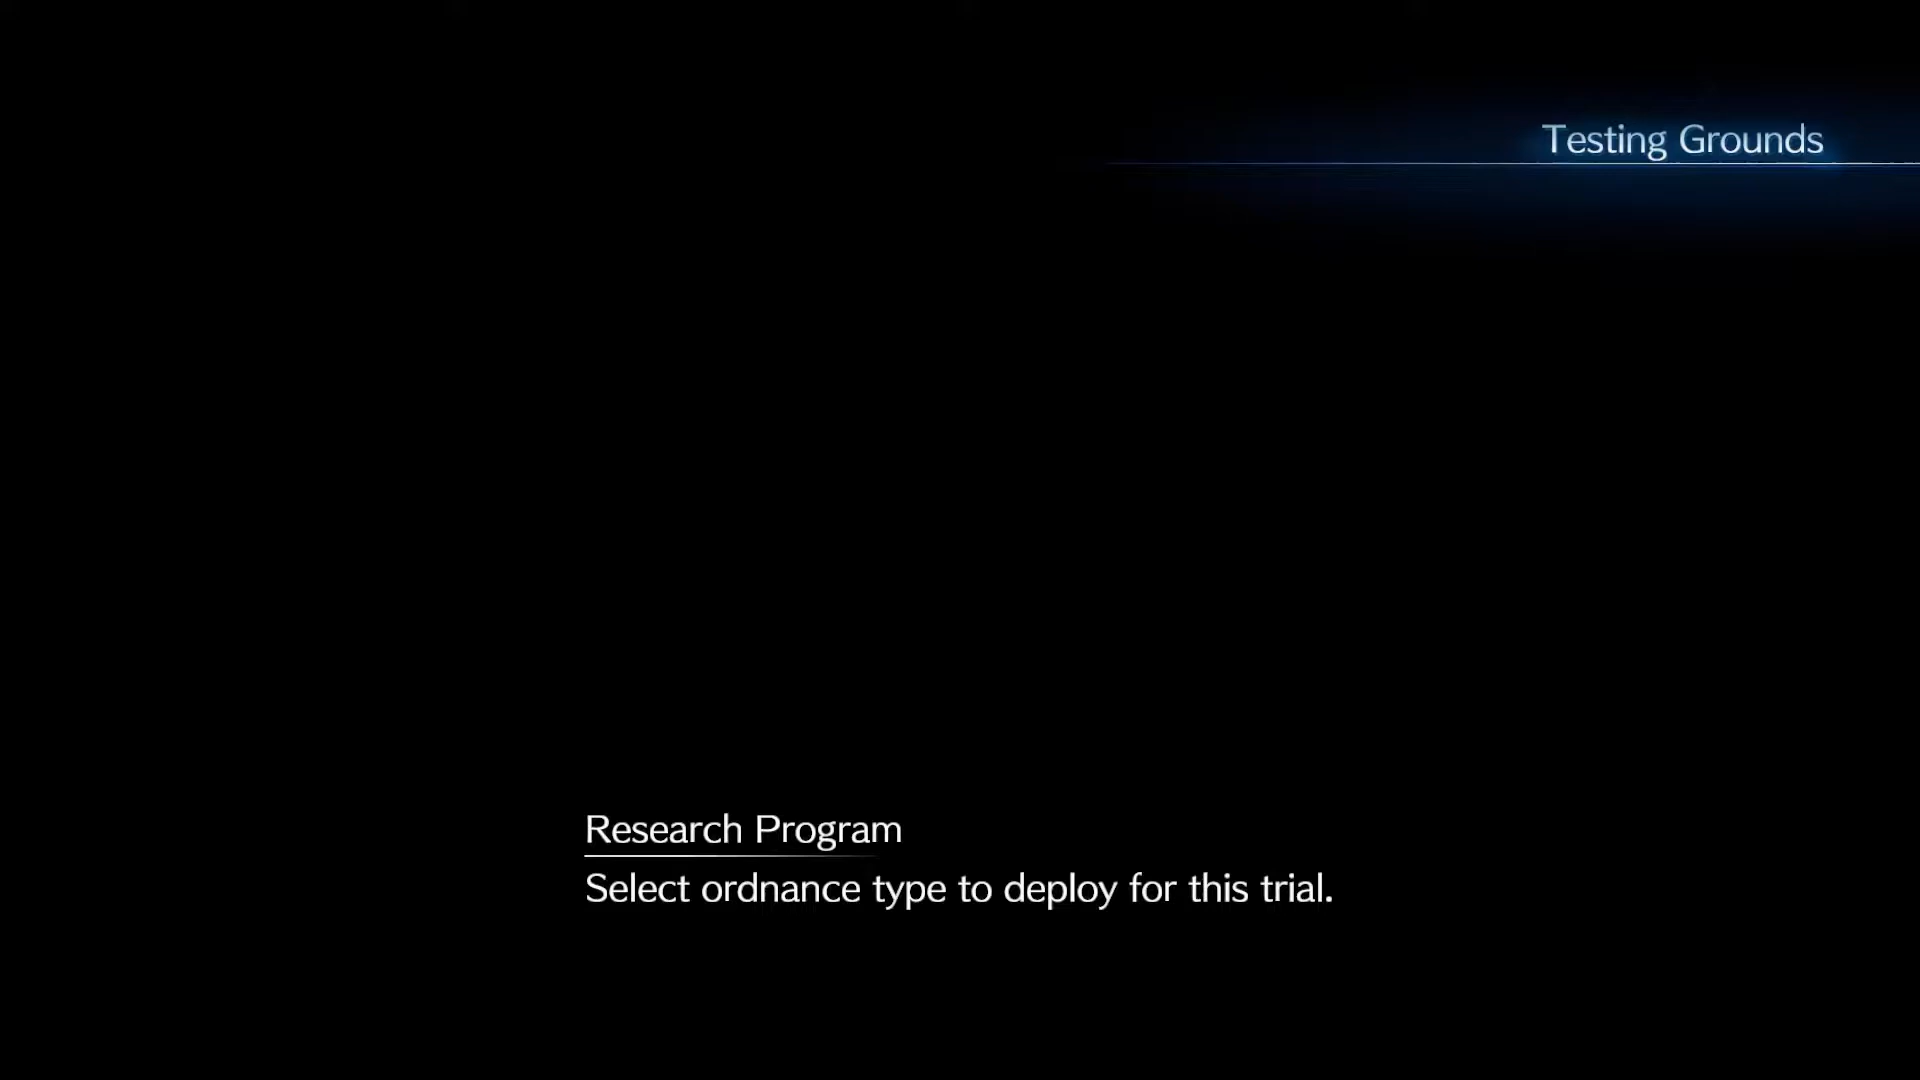 Testing Grounds
Research Program
Select ordnance type to deploy for this trial.